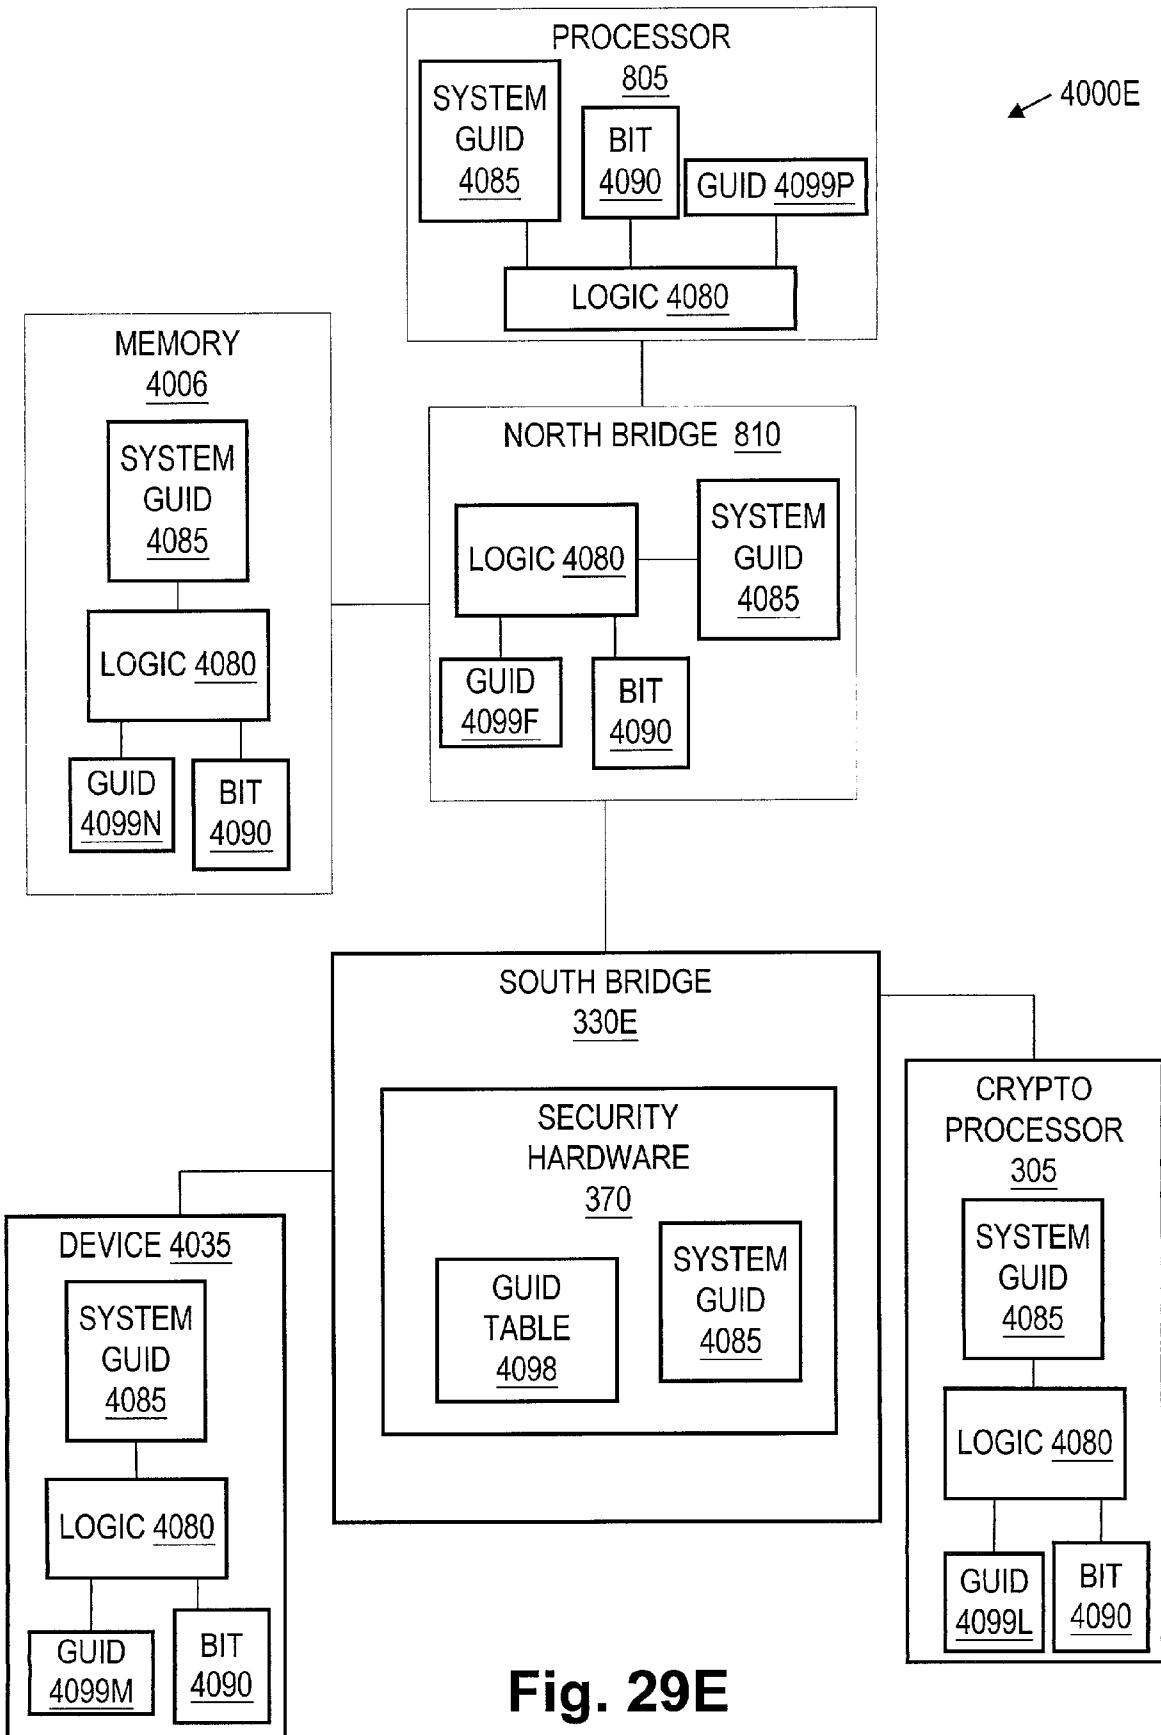 PROCESSOR
805
4000E
SYSTEM
GUID
4085
BIT
4090
GUID 4099P
LOGIC 4080
MEMORY
4006
SYSTEM
GUID
4085
LOGIC 4080
GUID
4099N
BIT
4090
NORTH BRIDGE 810
LOGIC 4080
SYSTEM
GUID
4085
GUID
4099F
BIT
4090
SOUTH BRIDGE
330E
SECURITY
HARDWARE
370
GUID
TABLE
4098
SYSTEM
GUID
4085
CRYPTO
PROCESSOR
305
SYSTEM
GUID
4085
LOGIC 4080
GUID
4099L
BIT
4090
DEVICE 4035
SYSTEM
GUID
4085
LOGIC 4080
GUID
4099M
BIT
4090
Fig. 29E